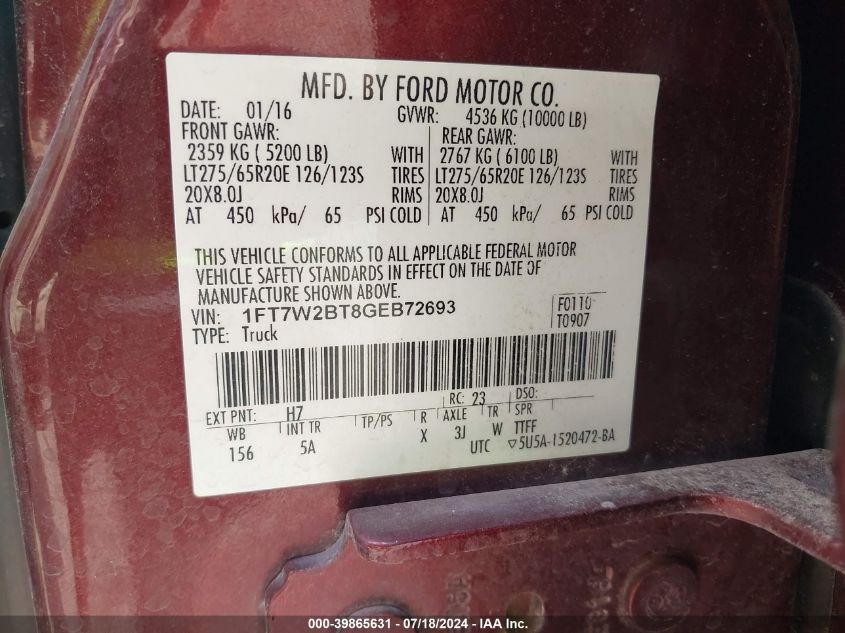 MFD. BY FORD MOTOR CO.
DATE: 01/16 GVWR: 4536 KG (10000 LB)
FRONT GAWR: REAR GAWR:
2359 KG ( 5200 LB) WITH 2767 KG ( 6100 LB) WITH
LT275/65R20E 126/123S TIRES LT275/65R20E 126/123S TIRES
20X8.0J RIMS 20X8.0J RIMS
AT 450 kPa/ 65 PSI COLD AT 450 kPa/ 65 PSI COLD
THIS VEHICLE CONFORMS TO ALL APPLICABLE FEDERAL MOTOR
VEHICLE SAFETY STANDARDS IN EFFECT ON THE DATE OF
MANUFACTURE SHOWN ABOVE.
VIN: 1FT7W2BT8GEB72693 F0110
TYPE: Truck T0907
EXT PNT: H7 RC: 23 DSO:
WB INT TR TP/PS R AXLE TR SPR
156 5A X 3J W TTFF
UTC ▽5U5A-1520472-BA
000-39865631 - 07/18/2024 - IAA Inc.